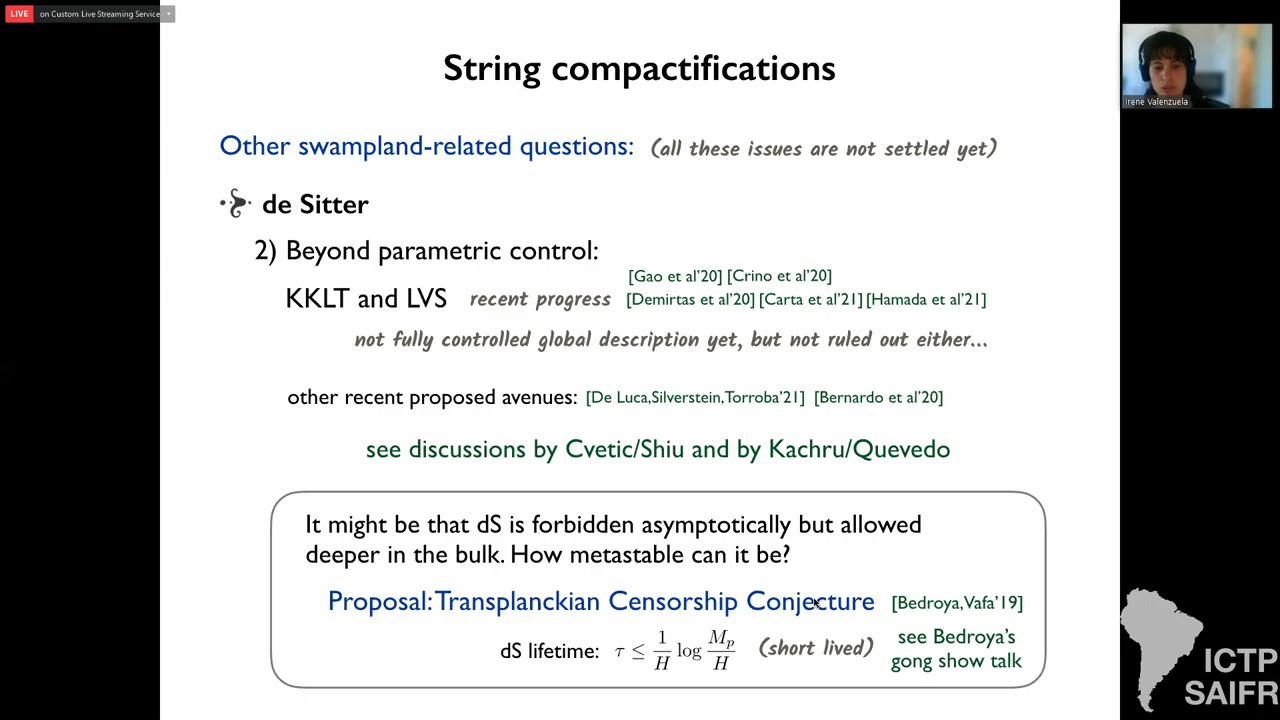 LIVE on Custom Live Streaming Service
String compactifications
Irene Valenzuela
Other swampland-related questions: (all these issues are not settled yet)
de Sitter
2) Beyond parametric control:
[Gao et al'20] [Crino et al'20]
KKLT and LVS recent progress [Demirtas et al'20] [Carta et al'21] [Hamada et al'21]
not fully controlled global description yet, but not ruled out either...
other recent proposed avenues: [De Luca,Silverstein,Torroba'21] [Bernardo et al'20]
see discussions by Cvetic/Shiu and by Kachru/Quevedo
It might be that dS is forbidden asymptotically but allowed
deeper in the bulk. How metastable can it be?
Proposal: Transplanckian Censorship Conjecture [Bedroya,Vafa'19]
dS lifetime: τ ≤ 1/H log M_p/H (short lived) see Bedroya's
gong show talk
ICTP
SAIFR